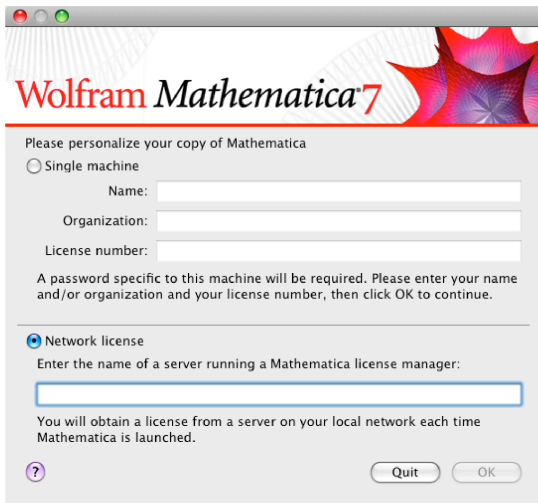 Wolfram Mathematica 7
Please personalize your copy of Mathematica
Single machine
Name:
Organization:
License number:
A password specific to this machine will be required. Please enter your name
and/or organization and your license number, then click OK to continue.
Network license
Enter the name of a server running a Mathematica license manager:
You will obtain a license from a server on your local network each time
Mathematica is launched.
? Quit OK